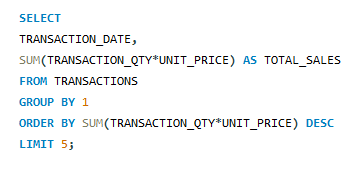 SELECT
TRANSACTION_DATE,
SUM(TRANSACTION_QTY*UNIT_PRICE) AS TOTAL_SALES
FROM TRANSACTIONS
GROUP BY 1
ORDER BY SUM(TRANSACTION_QTY*UNIT_PRICE) DESC
LIMIT 5;